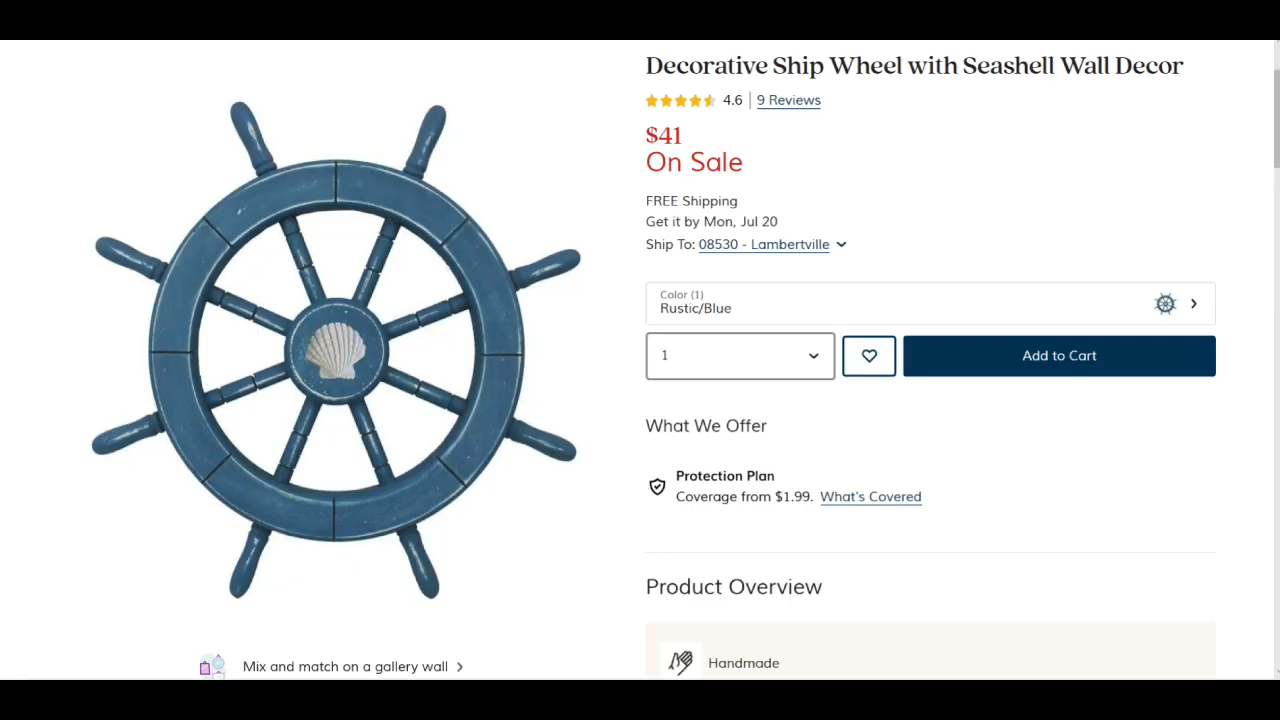 Decorative Ship Wheel with Seashell Wall Decor
4.6 | 9 Reviews
$41
On Sale
FREE Shipping
Get it by Mon, Jul 20
Ship To: 08530 - Lambertville
Color (1)
Rustic/Blue
1
Add to Cart
What We Offer
Protection Plan
Coverage from $1.99. What's Covered
Product Overview
Handmade
Mix and match on a gallery wall